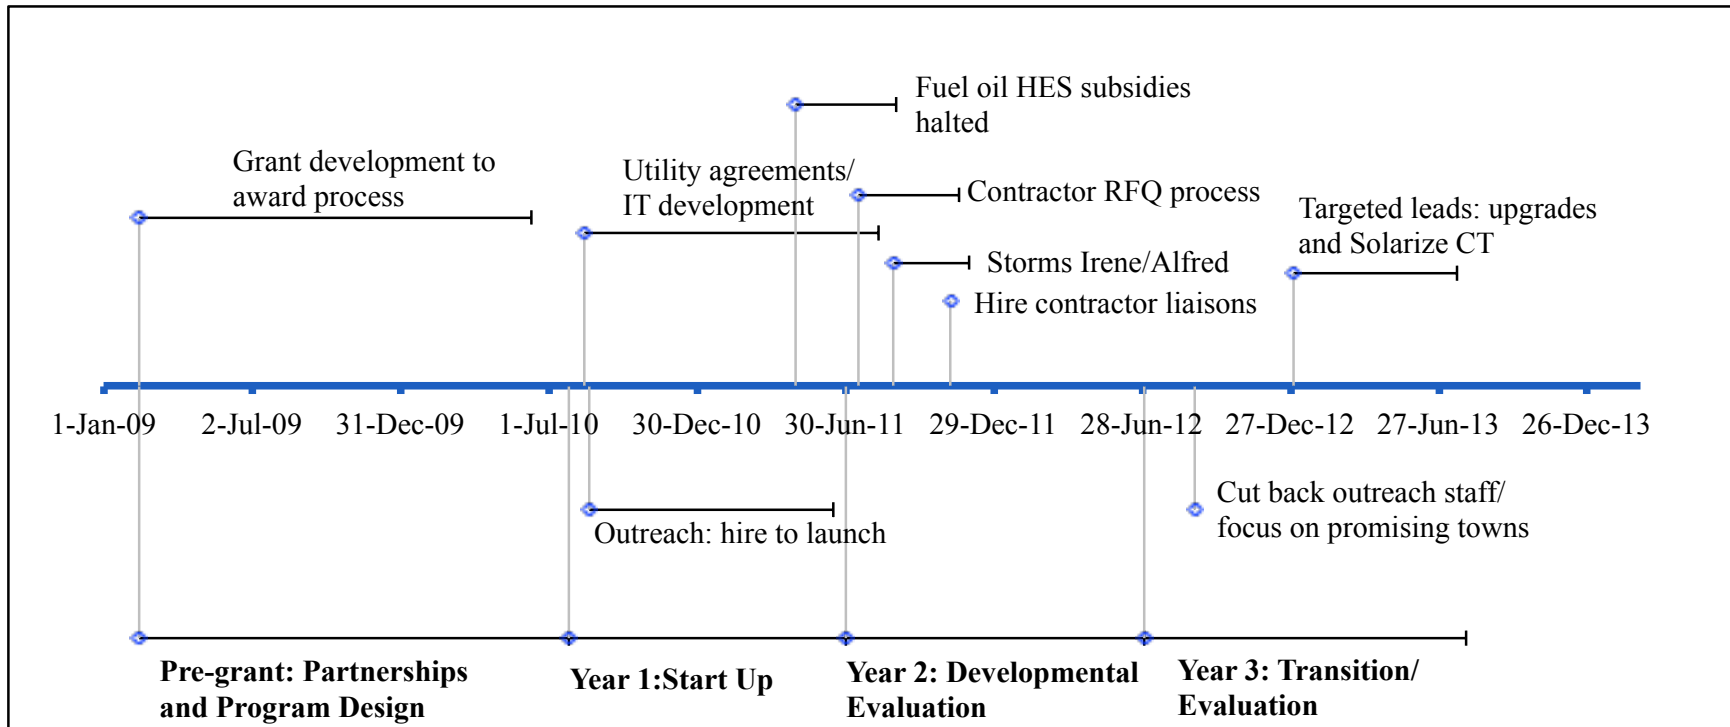 Fuel oil HES subsidies
halted
Grant development to
award process
Utility agreements/
IT development
Contractor RFQ process
Targeted leads: upgrades
and Solarize CT
Storms Irene/Alfred
Hire contractor liaisons
1-Jan-09 2-Jul-09 31-Dec-09 1-Jul-10 30-Dec-10 30-Jun-11 29-Dec-11 28-Jun-12 27-Dec-12 27-Jun-13 26-Dec-13
Outreach: hire to launch
Cut back outreach staff/
focus on promising towns
Pre-grant: Partnerships
and Program Design
Year 1:Start Up
Year 2: Developmental
Evaluation
Year 3: Transition/
Evaluation